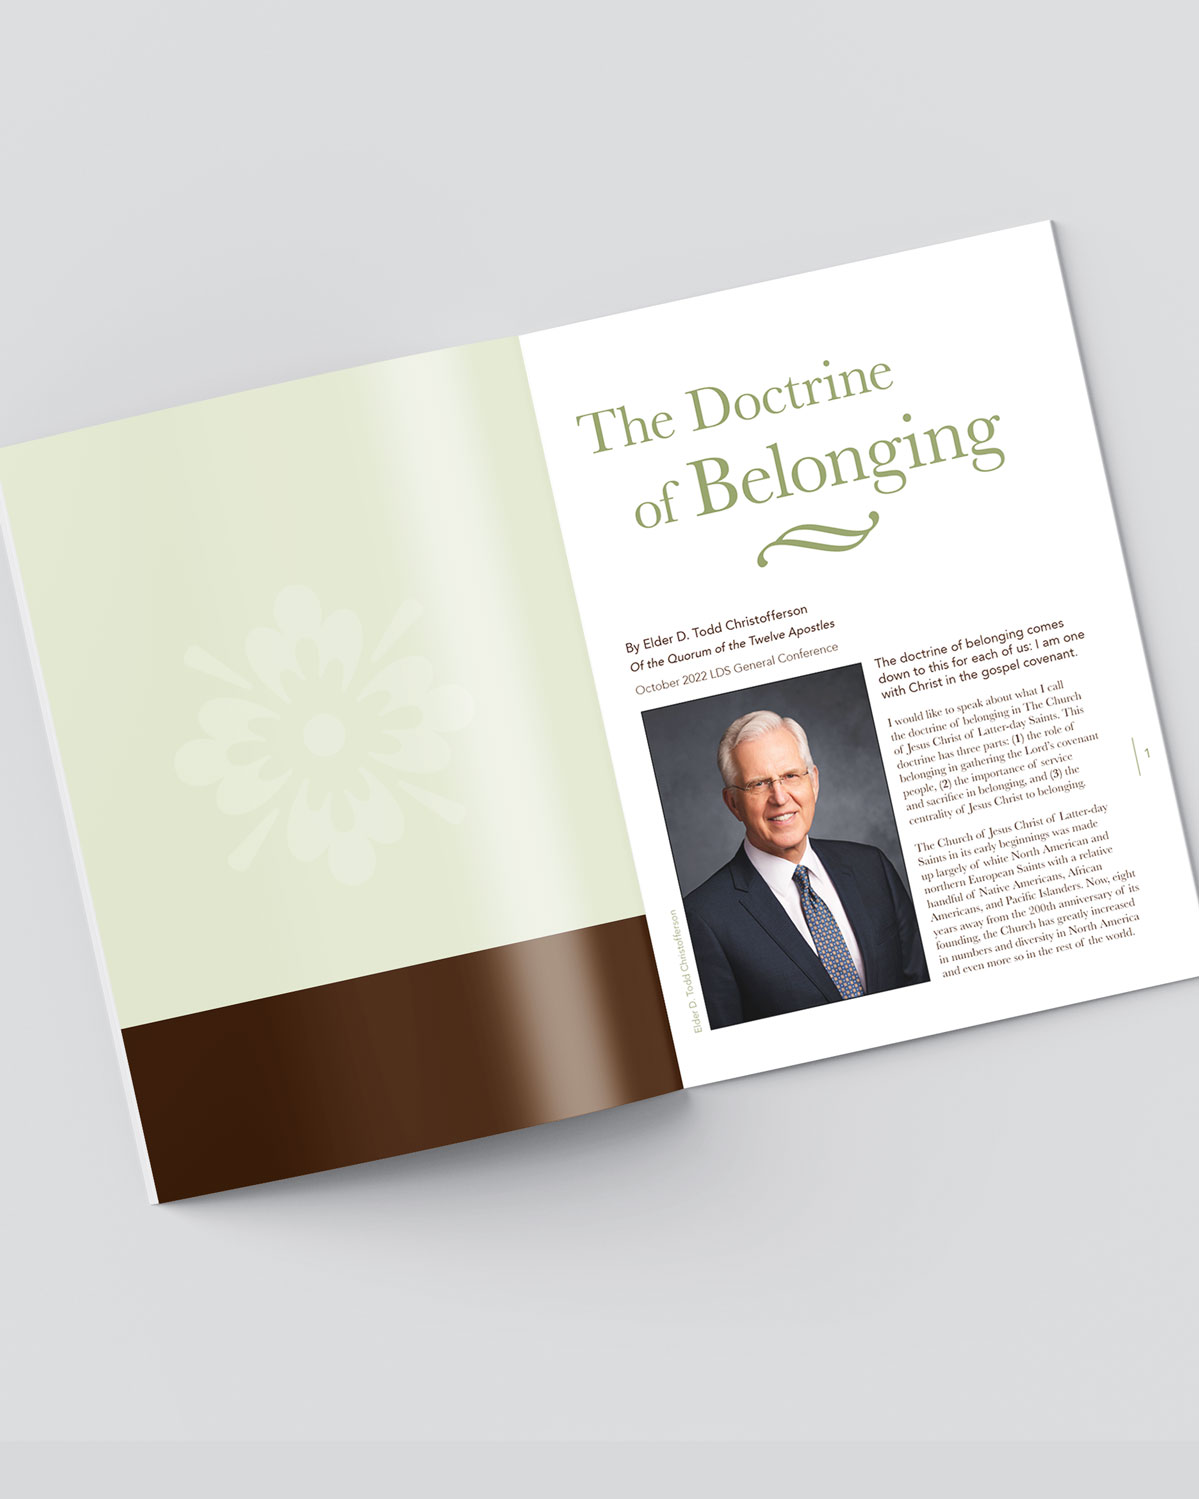 The Doctrine
of Belonging
By Elder D. Todd Christofferson
Of the Quorum of the Twelve Apostles
October 2022 LDS General Conference
Elder D. Todd Christofferson
The doctrine of belonging comes
down to this for each of us: I am one
with Christ in the gospel covenant.
I would like to speak about what I call
the doctrine of belonging in The Church
of Jesus Christ of Latter-day Saints. This
doctrine has three parts: (1) the role of
belonging in gathering the Lord's covenant
people, (2) the importance of service
and sacrifice in belonging, and (3) the
centrality of Jesus Christ to belonging.
The Church of Jesus Christ of Latter-day
Saints in its early beginnings was made
up largely of white North American and
northern European Saints with a relative
handful of Native Americans, African
Americans, and Pacific Islanders. Now, eight
years away from the 200th anniversary of its
founding, the Church has greatly increased
in numbers and diversity in North America
and even more so in the rest of the world.
1